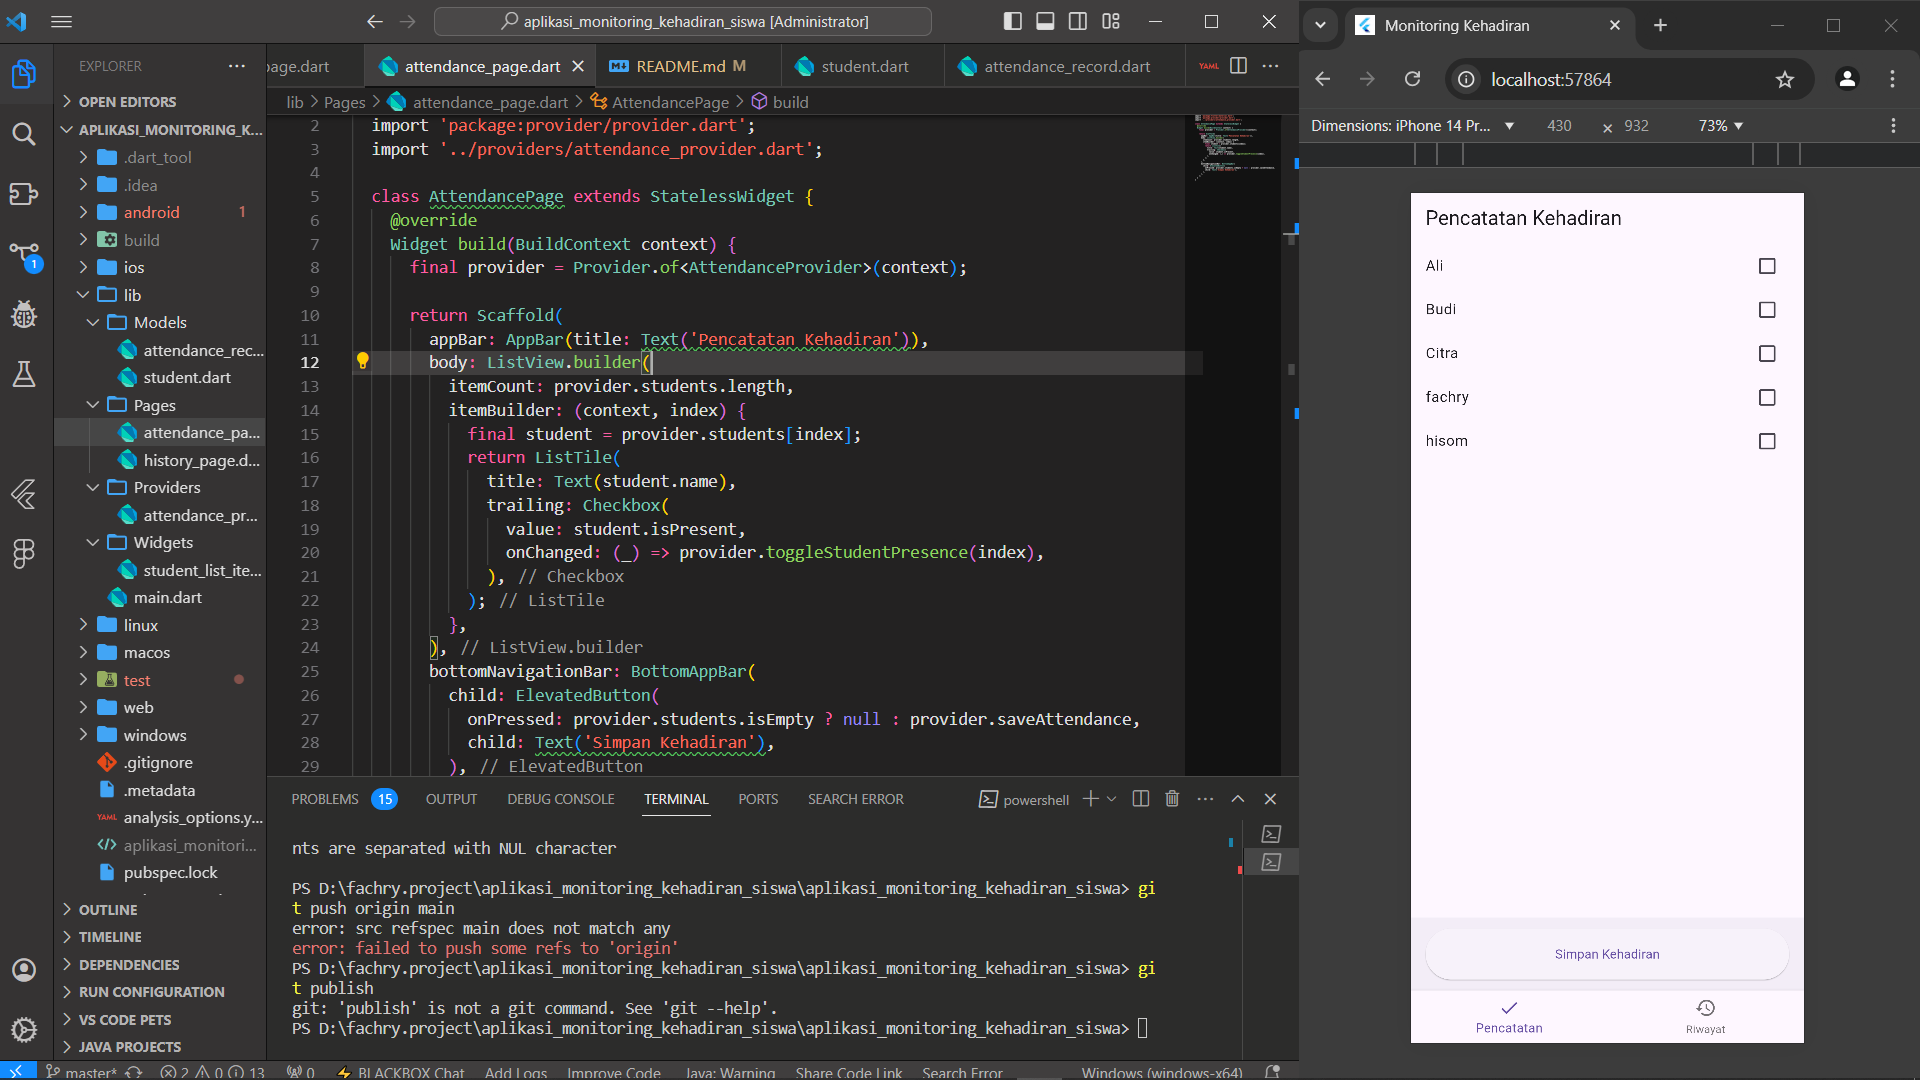 aplikasi_monitoring_kehadiran_siswa [Administrator]
EXPLORER
OPEN EDITORS
APLIKASI_MONITORING_K...
.dart_tool
.idea
android 1
build
ios
lib
Models
attendance_rec...
student.dart
Pages
attendance_pa...
history_page.d...
Providers
attendance_pr...
Widgets
student_list_ite...
main.dart
linux
macos
test
web
windows
.gitignore
.metadata
YAML analysis_options.y...
aplikasi_monitori...
pubspec.lock
OUTLINE
TIMELINE
DEPENDENCIES
RUN CONFIGURATION
VS CODE PETS
JAVA PROJECTS
1
page.dart
attendance_page.dart
README.md M
student.dart
attendance_record.dart
YAML
lib > Pages > attendance_page.dart > AttendancePage > build
2 import 'package:provider/provider.dart';
3 import '../providers/attendance_provider.dart';
4
5 class AttendancePage extends StatelessWidget {
6 @override
7 Widget build(BuildContext context) {
8 final provider = Provider.of<AttendanceProvider>(context);
9
10 return Scaffold(
11 appBar: AppBar(title: Text('Pencatatan Kehadiran')),
12 body: ListView.builder(
13 itemCount: provider.students.length,
14 itemBuilder: (context, index) {
15 final student = provider.students[index];
16 return ListTile(
17 title: Text(student.name),
18 trailing: Checkbox(
19 value: student.isPresent,
20 onChanged: (_) => provider.toggleStudentPresence(index),
21 ), // Checkbox
22 ); // ListTile
23 },
24 ), // ListView.builder
25 bottomNavigationBar: BottomAppBar(
26 child: ElevatedButton(
27 onPressed: provider.students.isEmpty ? null : provider.saveAttendance,
28 child: Text('Simpan Kehadiran'),
29 ), // ElevatedButton
PROBLEMS 15 OUTPUT DEBUG CONSOLE TERMINAL PORTS SEARCH ERROR powershell
nts are separated with NUL character
PS D:\fachry.project\aplikasi_monitoring_kehadiran_siswa\aplikasi_monitoring_kehadiran_siswa> gi
t push origin main
error: src refspec main does not match any
error: failed to push some refs to 'origin'
PS D:\fachry.project\aplikasi_monitoring_kehadiran_siswa\aplikasi_monitoring_kehadiran_siswa> gi
t publish
git: 'publish' is not a git command. See 'git --help'.
PS D:\fachry.project\aplikasi_monitoring_kehadiran_siswa\aplikasi_monitoring_kehadiran_siswa>
master* 2 0 13 0 BLACKBOX Chat Add Logs Improve Code Java: Warning Share Code Link Search Error Windows (windows-x64)
Monitoring Kehadiran
localhost:57864
Dimensions: iPhone 14 Pr... 430 × 932 73%
Pencatatan Kehadiran
Ali
Budi
Citra
fachry
hisom
Simpan Kehadiran
Pencatatan
Riwayat